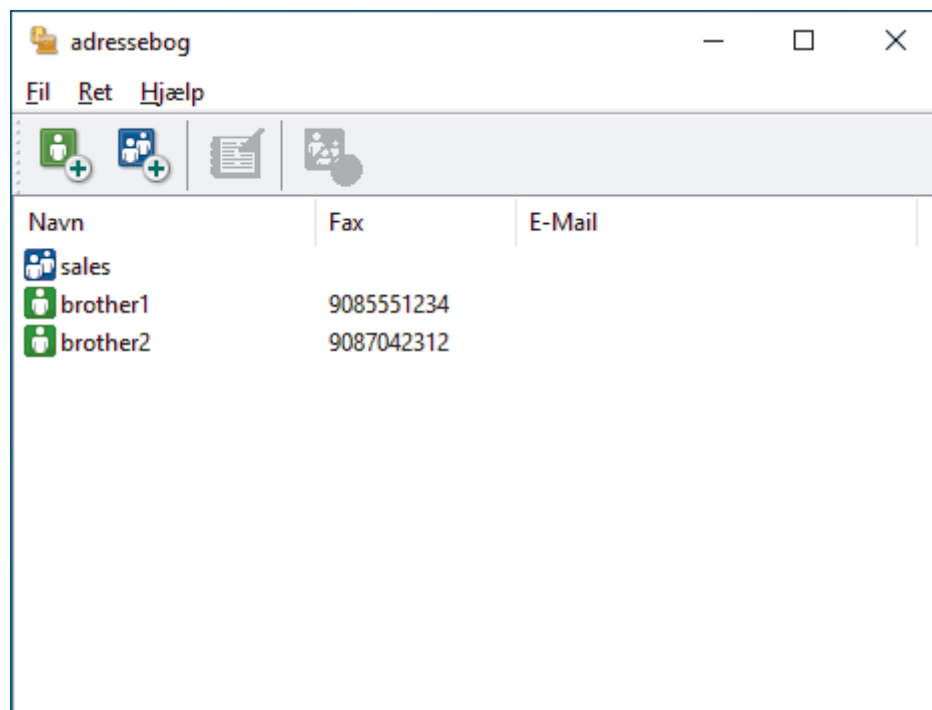 adressebog
Fil Ret Hjælp
Navn Fax E-Mail
sales
brother1 9085551234
brother2 9087042312